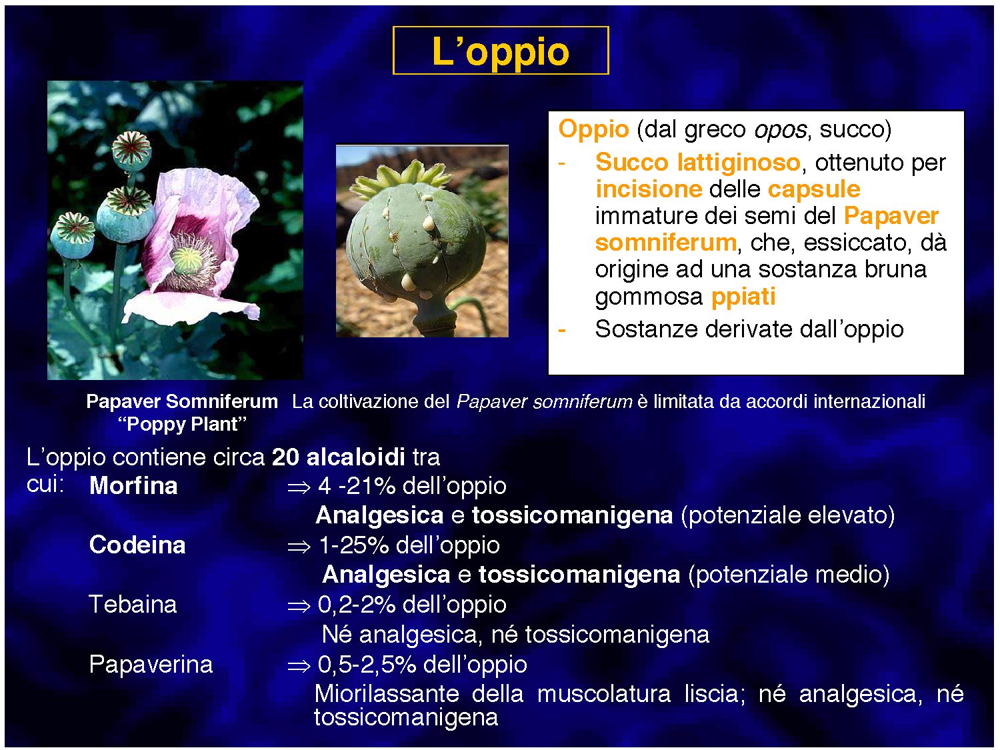 L’oppio
Oppio (dal greco opos, succo)
- Succo lattiginoso, ottenuto per
incisione delle capsule
immature dei semi del Papaver
somniferum, che, essiccato, dà
origine ad una sostanza bruna
gommosa ppiati
- Sostanze derivate dall’oppio
Papaver Somniferum La coltivazione del Papaver somniferum è limitata da accordi internazionali
“Poppy Plant”
L’oppio contiene circa 20 alcaloidi tra
cui: Morfina ⇒ 4 -21% dell’oppio
Analgesica e tossicomanigena (potenziale elevato)
Codeina ⇒ 1-25% dell’oppio
Analgesica e tossicomanigena (potenziale medio)
Tebaina ⇒ 0,2-2% dell’oppio
Né analgesica, né tossicomanigena
Papaverina ⇒ 0,5-2,5% dell’oppio
Miorilassante della muscolatura liscia; né analgesica, né
tossicomanigena